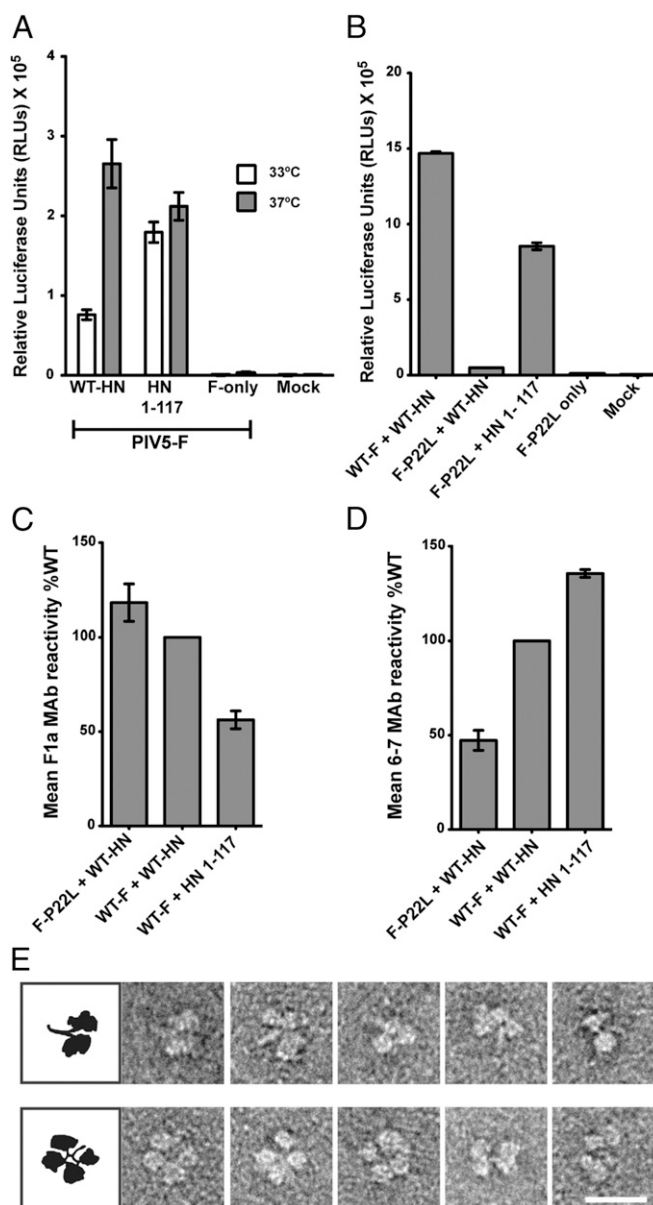 A
Relative Luciferase Units (RLUs) X 10⁵
4
3
2
1
0
33ºC
37ºC
WT-HN
HN
1-117
F-only
Mock
PIV5-F
B
Relative Luciferase Units (RLUs) X 10⁵
20
15
10
5
0
WT-F + WT-HN
F-P22L + WT-HN
F-P22L + HN 1-117
F-P22L only
Mock
C
Mean F1a MAb reactivity %WT
150
100
50
0
F-P22L + WT-HN
WT-F + WT-HN
WT-F + HN 1-117
D
Mean 6-7 MAb reactivity %WT
150
100
50
0
F-P22L + WT-HN
WT-F + WT-HN
WT-F + HN 1-117
E